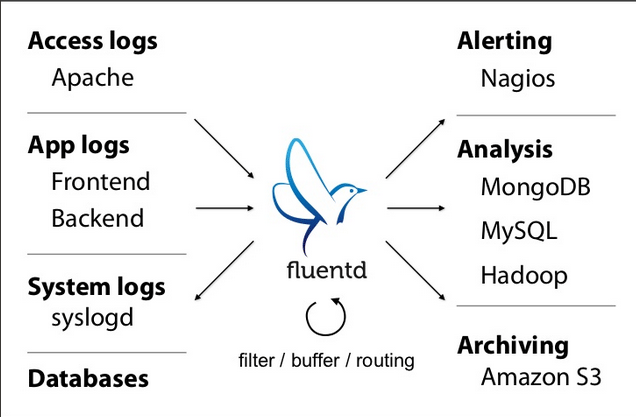 Access logs
Apache
App logs
Frontend
Backend
System logs
syslogd
Databases
fluentd
filter / buffer / routing
Alerting
Nagios
Analysis
MongoDB
MySQL
Hadoop
Archiving
Amazon S3